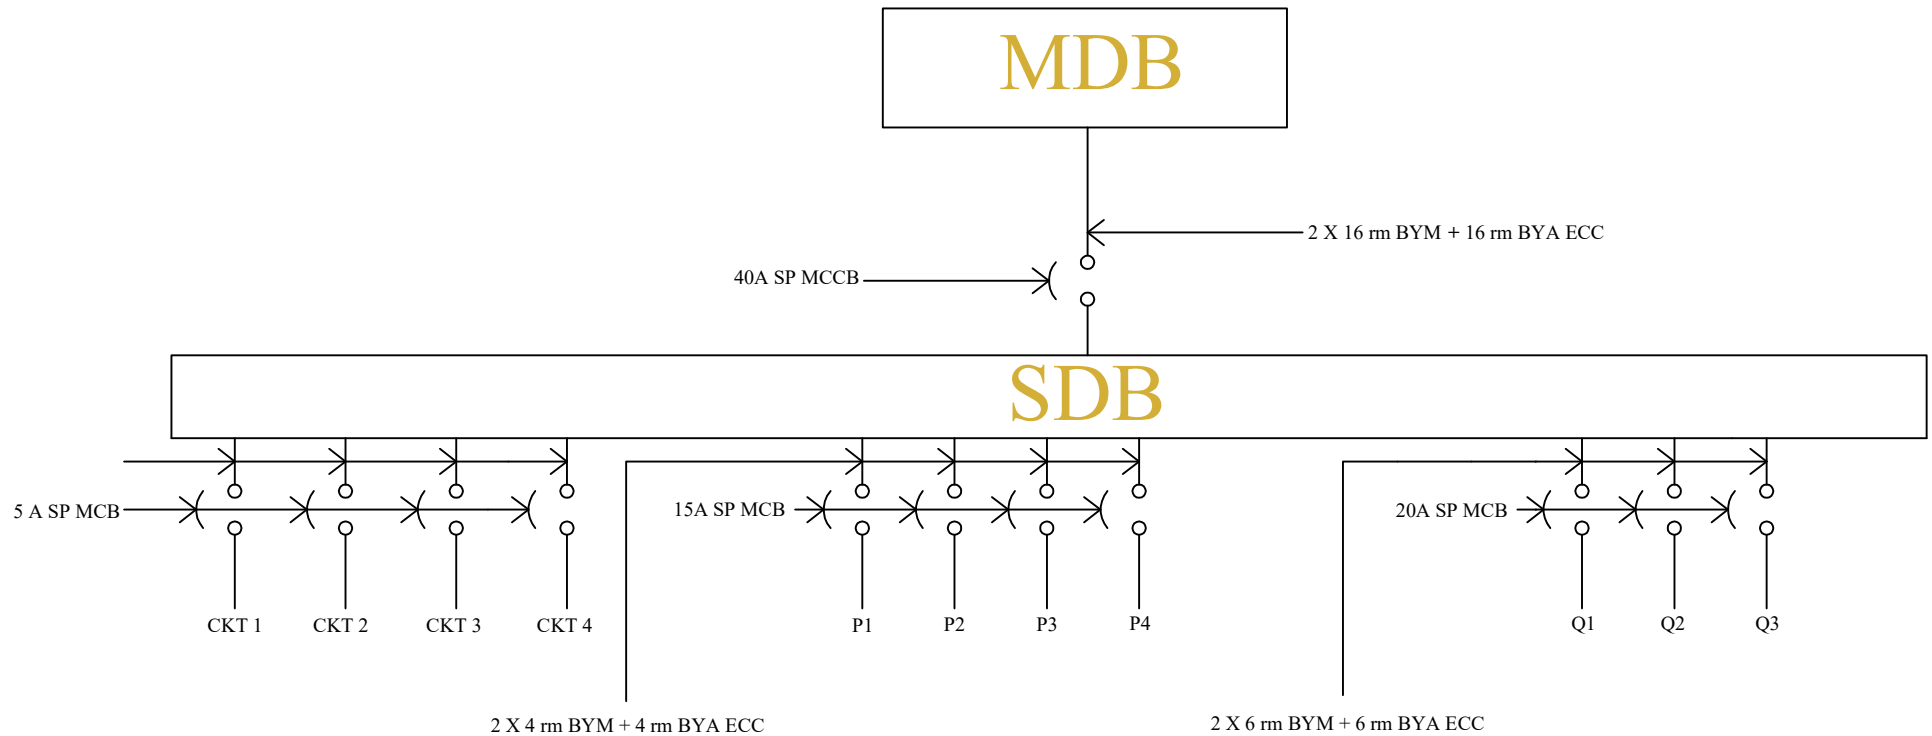 MDB
2 X 16 rm BYM + 16 rm BYA ECC
40A SP MCCB
SDB
5 A SP MCB
15A SP MCB
20A SP MCB
CKT 1
CKT 2
CKT 3
CKT 4
P1
P2
P3
P4
Q1
Q2
Q3
2 X 4 rm BYM + 4 rm BYA ECC
2 X 6 rm BYM + 6 rm BYA ECC